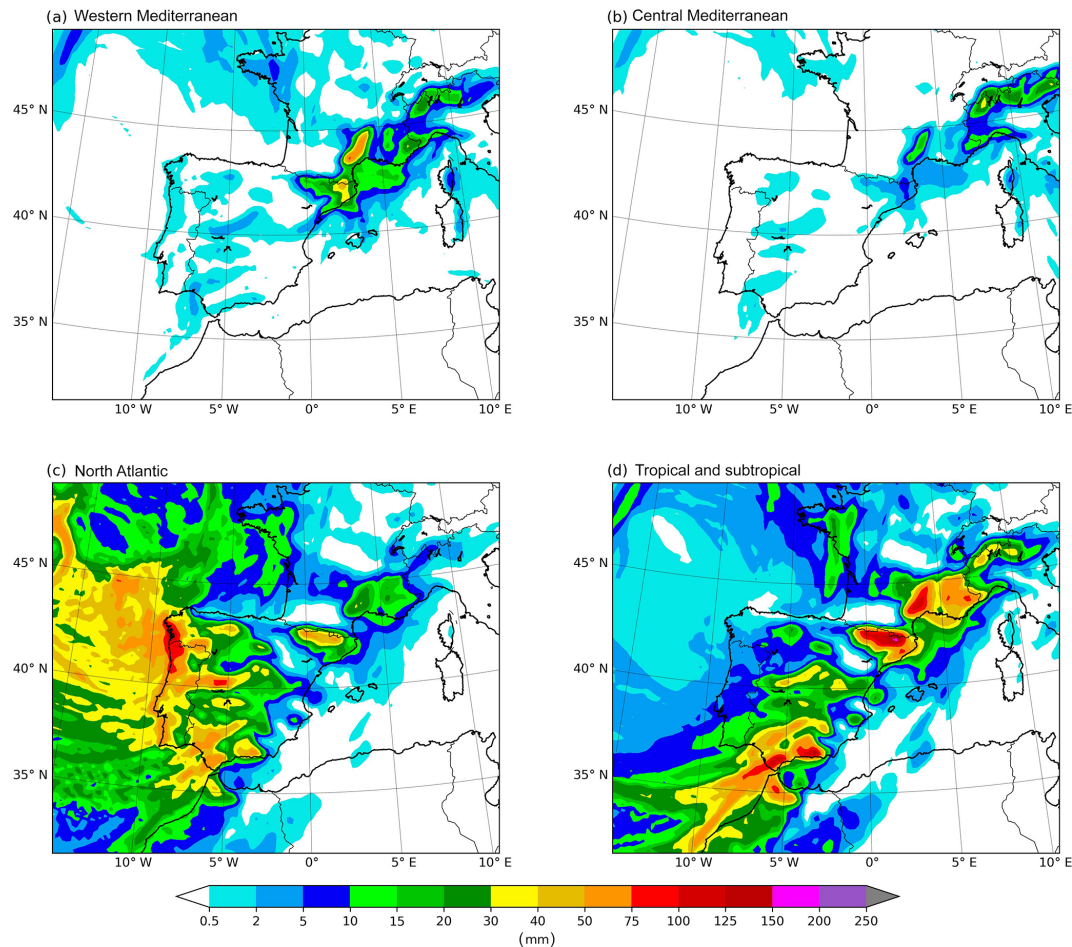 (a) Western Mediterranean
(b) Central Mediterranean
45° N
40° N
35° N
10° W 5° W 0° 5° E 10° E
45° N
40° N
35° N
10° W 5° W 0° 5° E 10° E
(c) North Atlantic
(d) Tropical and subtropical
45° N
40° N
35° N
10° W 5° W 0° 5° E 10° E
45° N
40° N
35° N
10° W 5° W 0° 5° E 10° E
0.5 2 5 10 15 20 30 40 50 75 100 125 150 200 250
(mm)